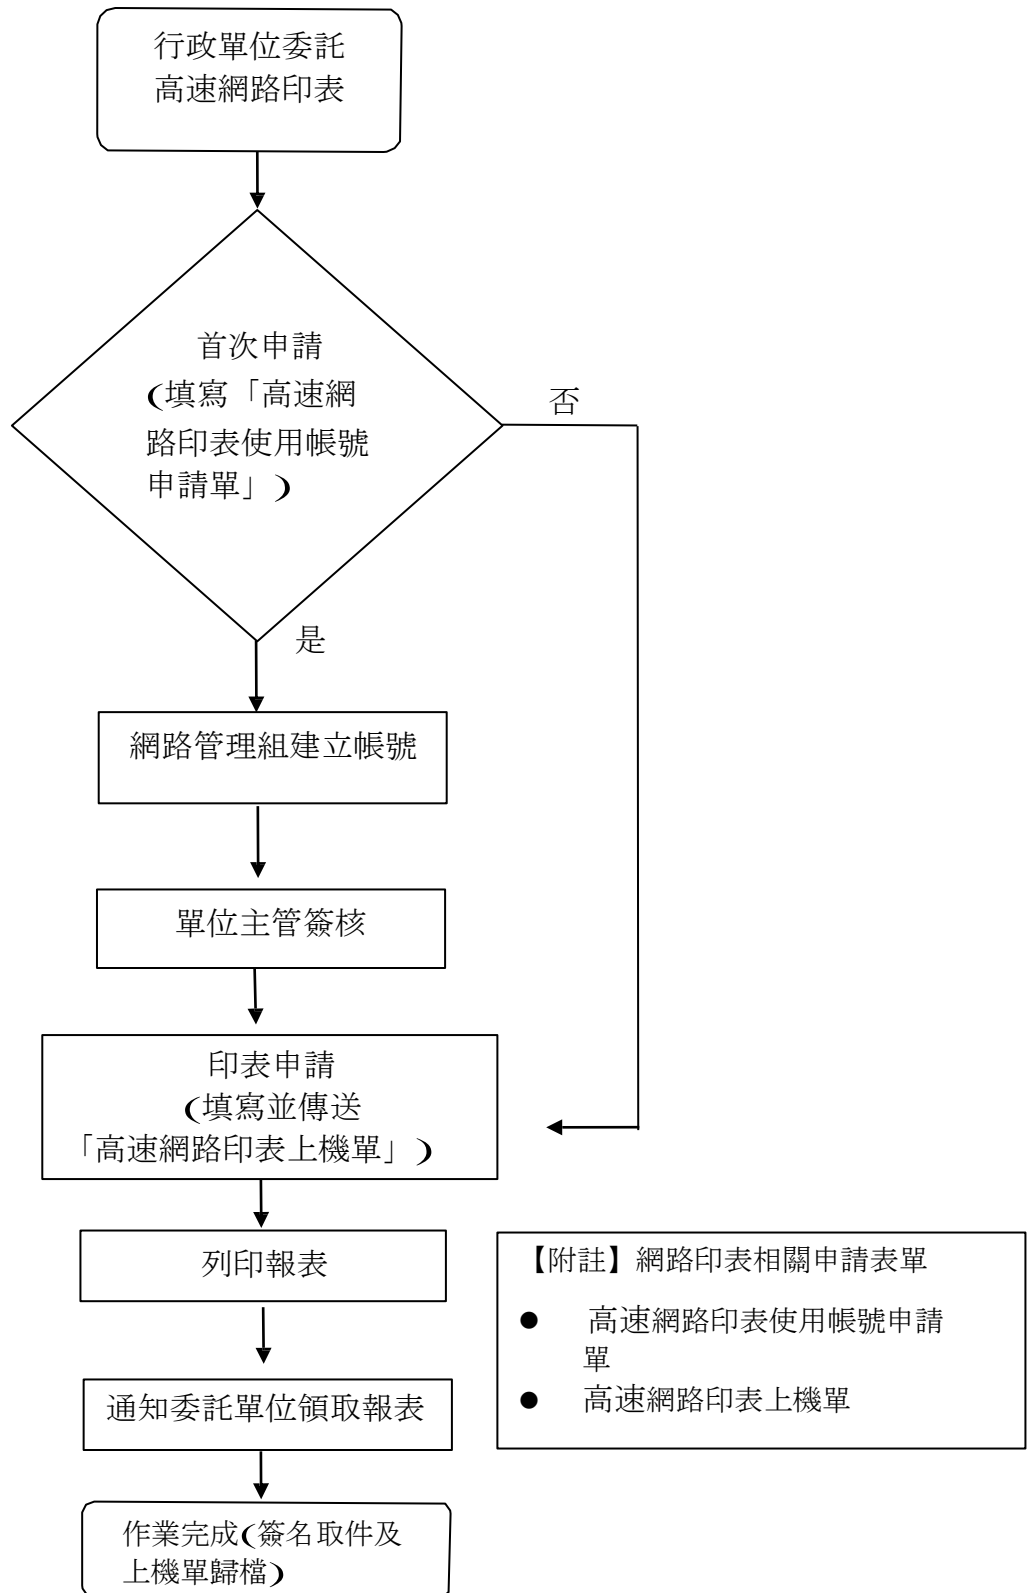 行政單位委託
高速網路印表
首次申請
(填寫「高速網
路印表使用帳號
申請單」)
否
是
網路管理組建立帳號
單位主管簽核
印表申請
(填寫並傳送
「高速網路印表上機單」)
列印報表
【附註】網路印表相關申請表單
● 高速網路印表使用帳號申請
單
● 高速網路印表上機單
通知委託單位領取報表
作業完成(簽名取件及
上機單歸檔)